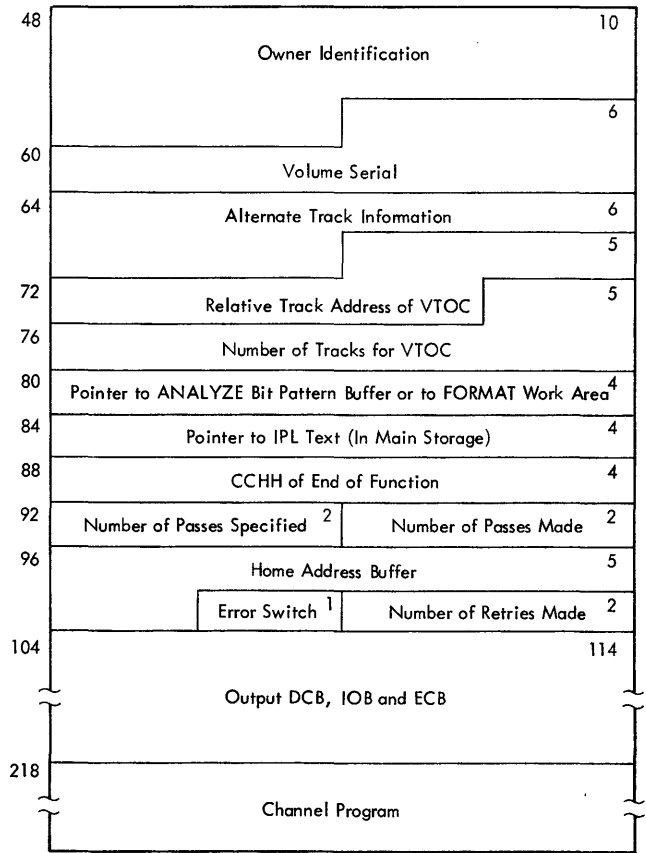 48 10
Owner Identification
6
60
Volume Serial
64 6
Alternate Track Information
5
72 5
Relative Track Address of VTOC
76
Number of Tracks for VTOC
80 4
Pointer to ANALYZE Bit Pattern Buffer or to FORMAT Work Area
84 4
Pointer to IPL Text (In Main Storage)
88 4
CCHH of End of Function
92 2 2
Number of Passes Specified Number of Passes Made
96 5
Home Address Buffer
Error Switch 1 Number of Retries Made 2
104 114
Output DCB, IOB and ECB
218
Channel Program